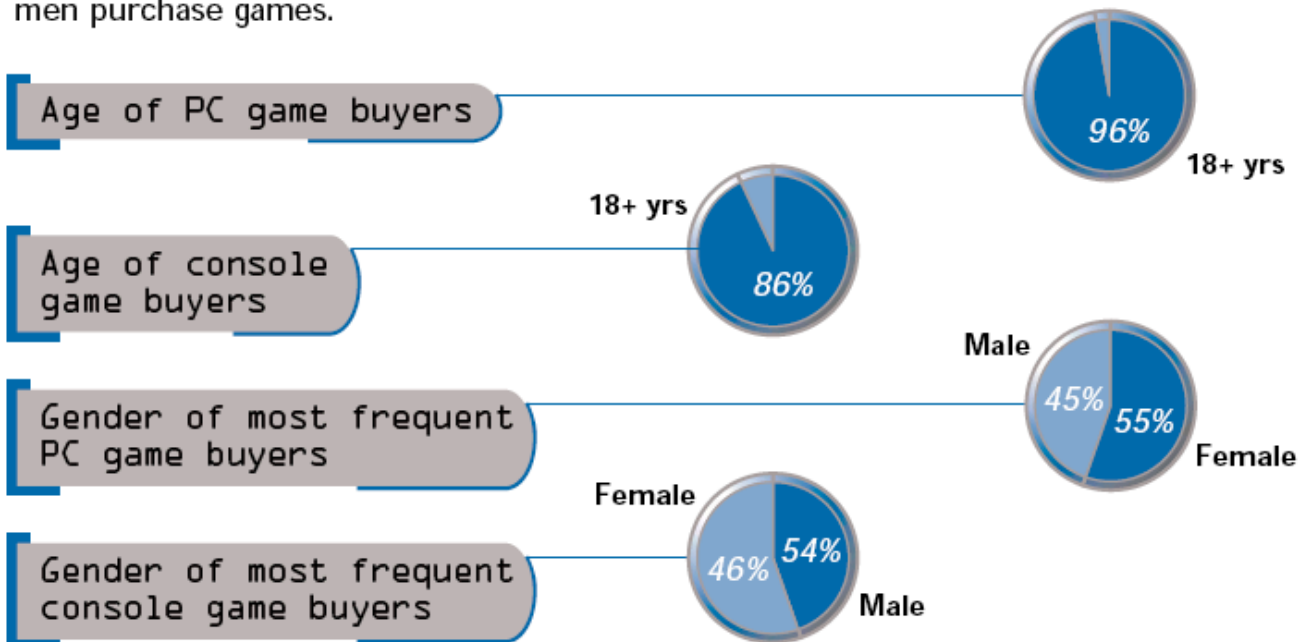 men purchase games.
Age of PC game buyers
96%
18+ yrs
18+ yrs
Age of console
game buyers
86%
Male
Gender of most frequent
PC game buyers
45%
55%
Female
Female
Gender of most frequent
console game buyers
46%
54%
Male